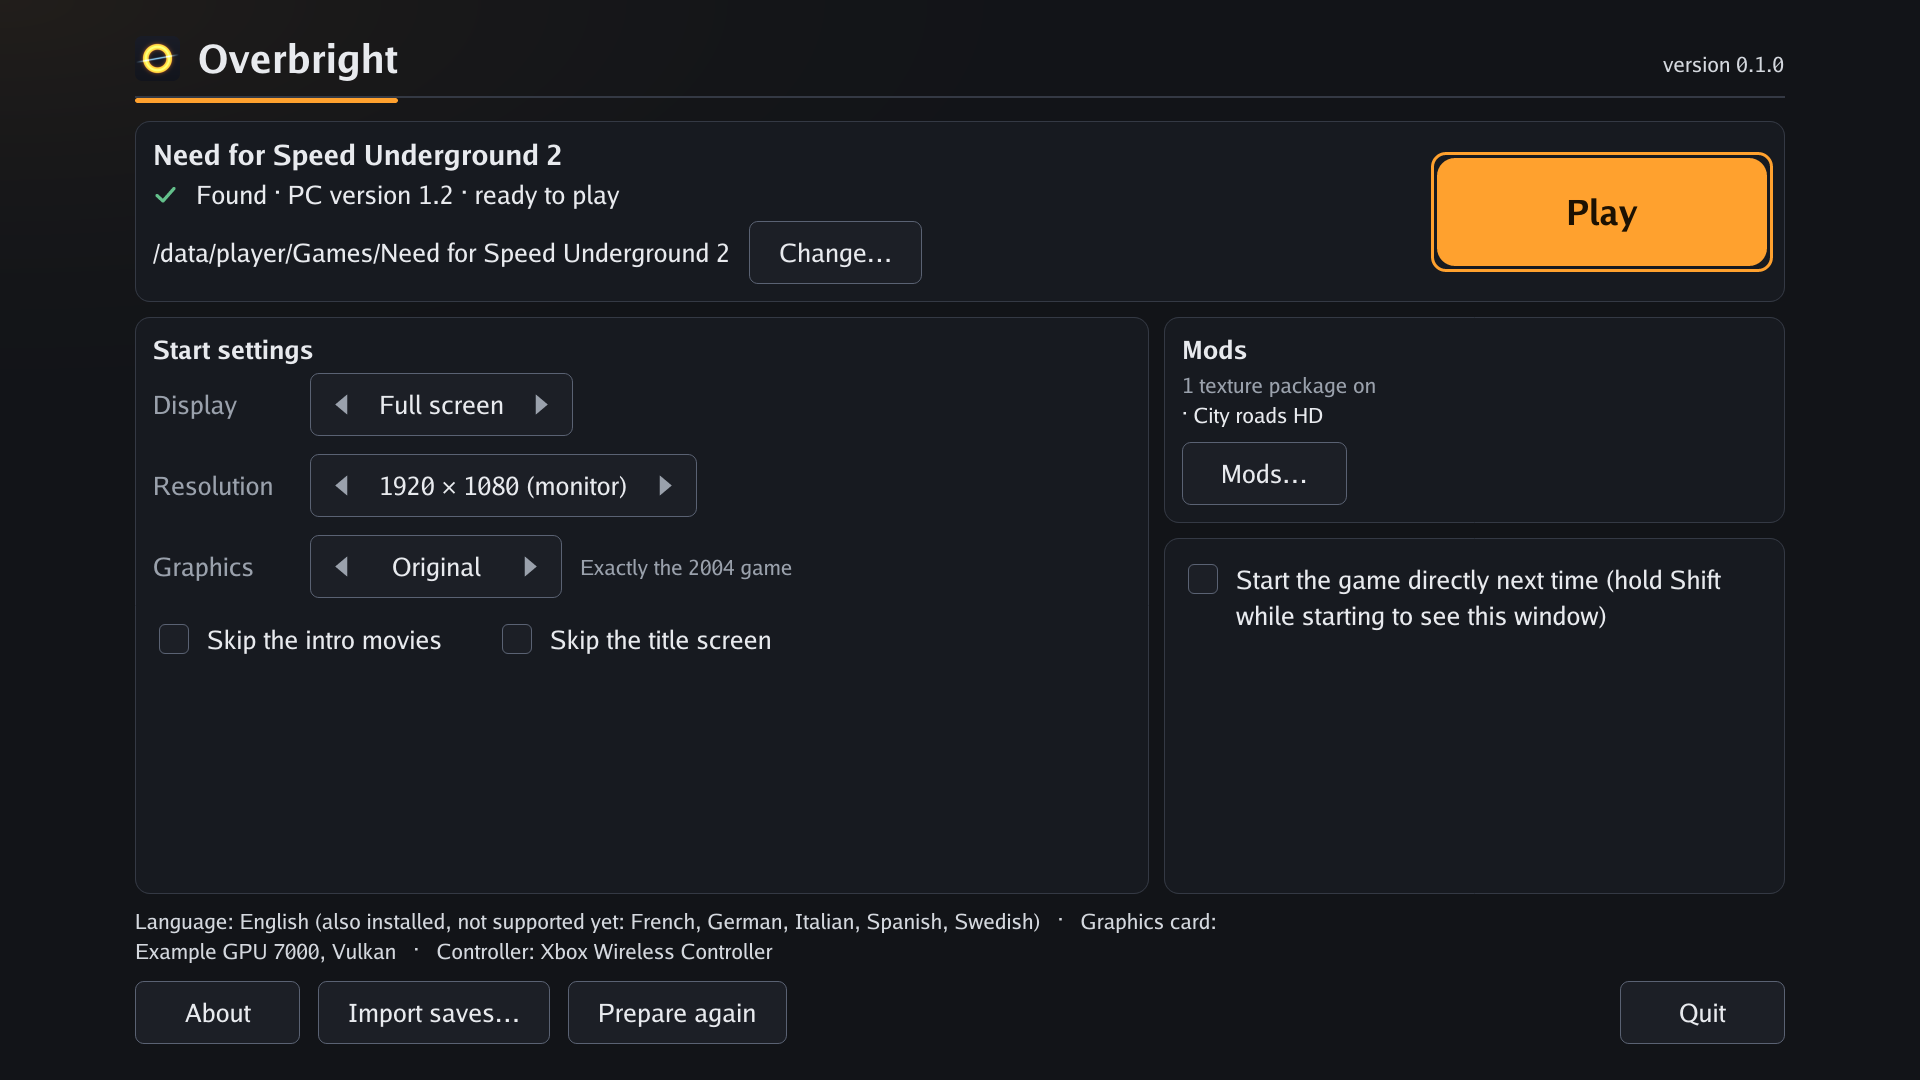 Overbright
version 0.1.0
Need for Speed Underground 2
Found · PC version 1.2 · ready to play
/data/player/Games/Need for Speed Underground 2
Change...
Play
Start settings
Display
Full screen
Resolution
1920 × 1080 (monitor)
Graphics
Original
Exactly the 2004 game
Skip the intro movies
Skip the title screen
Mods
1 texture package on
· City roads HD
Mods...
Start the game directly next time (hold Shift
while starting to see this window)
Language: English (also installed, not supported yet: French, German, Italian, Spanish, Swedish) · Graphics card:
Example GPU 7000, Vulkan · Controller: Xbox Wireless Controller
About
Import saves...
Prepare again
Quit